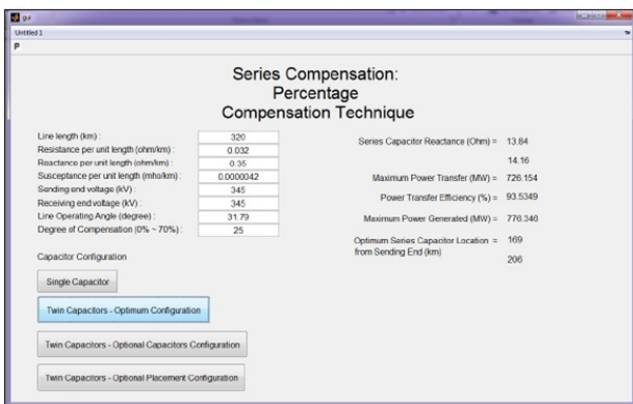 gui
Untitled 1
P
Series Compensation:
Percentage
Compensation Technique
Line length (km) : 320
Resistance per unit length (ohm/km) : 0.032
Reactance per unit length (ohm/km) : 0.35
Susceptance per unit length (mho/km) : 0.0000042
Sending end voltage (kV) : 345
Receiving end voltage (kV) : 345
Line Operating Angle (degree) : 31.79
Degree of Compensation (0% ~ 70%) : 25
Capacitor Configuration
Single Capacitor
Twin Capacitors - Optimum Configuration
Twin Capacitors - Optional Capacitors Configuration
Twin Capacitors - Optional Placement Configuration
Series Capacitor Reactance (Ohm) = 13.84
14.16
Maximum Power Transfer (MW) = 726.154
Power Transfer Efficiency (%) = 93.5349
Maximum Power Generated (MW) = 776.346
Optimum Series Capacitor Location = 169
from Sending End (km)
206